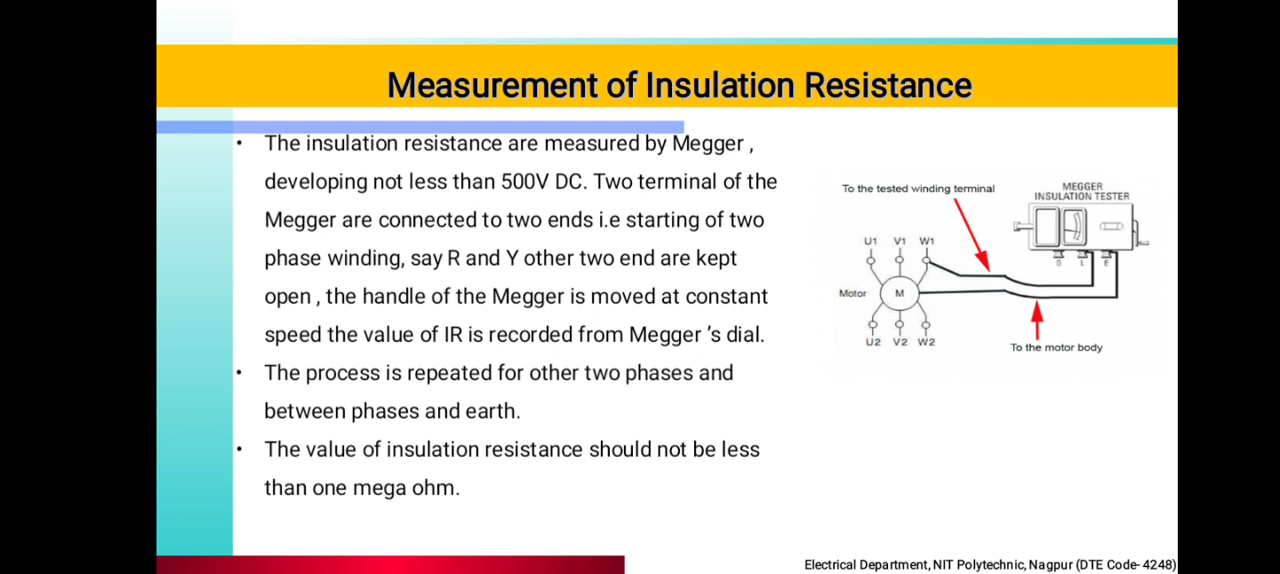 Measurement of Insulation Resistance
• The insulation resistance are measured by Megger ,
developing not less than 500V DC. Two terminal of the
Megger are connected to two ends i.e starting of two
phase winding, say R and Y other two end are kept
open , the handle of the Megger is moved at constant
speed the value of IR is recorded from Megger ’s dial.
• The process is repeated for other two phases and
between phases and earth.
• The value of insulation resistance should not be less
than one mega ohm.
To the tested winding terminal
MEGGER
INSULATION TESTER
G L E
U1 V1 W1
Motor M
U2 V2 W2
To the motor body
Electrical Department, NIT Polytechnic, Nagpur (DTE Code- 4248)